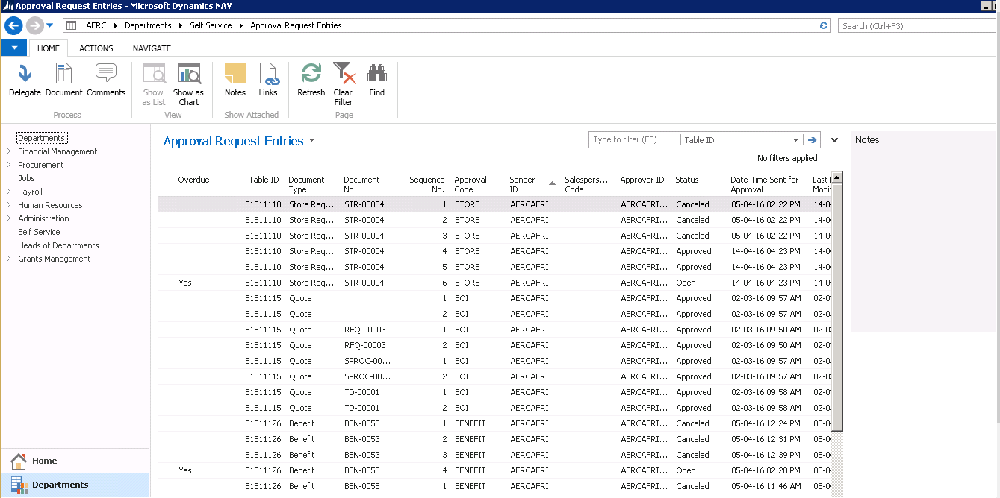 Approval Request Entries - Microsoft Dynamics NAV
AERC Departments Self Service Approval Request Entries Search (Ctrl+F3)
HOME ACTIONS NAVIGATE
Delegate Document Comments Show as List Show as Chart Notes Links Refresh Clear Filter Find
Process View Show Attached Page
Departments
Financial Management
Procurement
Jobs
Payroll
Human Resources
Administration
Self Service
Heads of Departments
Grants Management
Home
Departments
Approval Request Entries Type to filter (F3) Table ID
No filters applied
Overdue Table ID Document Type Document No. Sequence No. Approval Code Sender ID Salespers... Code Approver ID Status Date-Time Sent for Approval Last Modif
51511110 Store Req... STR-00004 1 STORE AERCAFRI... AERCAFRI... Canceled 05-04-16 02:22 PM 14-0
51511110 Store Req... STR-00004 2 STORE AERCAFRI... AERCAFRI... Canceled 05-04-16 02:22 PM 14-0
51511110 Store Req... STR-00004 3 STORE AERCAFRI... AERCAFRI... Canceled 05-04-16 02:22 PM 14-0
51511110 Store Req... STR-00004 4 STORE AERCAFRI... AERCAFRI... Approved 14-04-16 04:23 PM 14-0
51511110 Store Req... STR-00004 5 STORE AERCAFRI... AERCAFRI... Approved 14-04-16 04:23 PM 14-0
Yes 51511110 Store Req... STR-00004 6 STORE AERCAFRI... AERCAFRI... Open 14-04-16 04:23 PM 14-0
51511115 Quote 1 EOI AERCAFRI... AERCAFRI... Approved 02-03-16 09:57 AM 02-0
51511115 Quote 2 EOI AERCAFRI... AERCAFRI... Approved 02-03-16 09:57 AM 02-0
51511115 Quote RFQ-00003 1 EOI AERCAFRI... AERCAFRI... Approved 02-03-16 09:50 AM 02-0
51511115 Quote RFQ-00003 2 EOI AERCAFRI... AERCAFRI... Approved 02-03-16 09:50 AM 02-0
51511115 Quote SPROC-00... 1 EOI AERCAFRI... AERCAFRI... Approved 02-03-16 09:57 AM 02-0
51511115 Quote SPROC-00... 2 EOI AERCAFRI... AERCAFRI... Approved 02-03-16 09:57 AM 02-0
51511115 Quote TD-00001 1 EOI AERCAFRI... AERCAFRI... Approved 02-03-16 09:58 AM 02-0
51511115 Quote TD-00001 2 EOI AERCAFRI... AERCAFRI... Approved 02-03-16 09:58 AM 02-0
51511126 Benefit BEN-0053 1 BENEFIT AERCAFRI... AERCAFRI... Canceled 05-04-16 12:24 PM 05-0
51511126 Benefit BEN-0053 2 BENEFIT AERCAFRI... AERCAFRI... Canceled 05-04-16 12:31 PM 05-0
51511126 Benefit BEN-0053 3 BENEFIT AERCAFRI... AERCAFRI... Canceled 05-04-16 12:39 PM 05-0
Yes 51511126 Benefit BEN-0053 4 BENEFIT AERCAFRI... AERCAFRI... Open 05-04-16 02:28 PM 05-0
51511126 Benefit BEN-0055 1 BENEFIT AERCAFRI... AERCAFRI... Canceled 05-04-16 11:46 AM 05-0
Notes